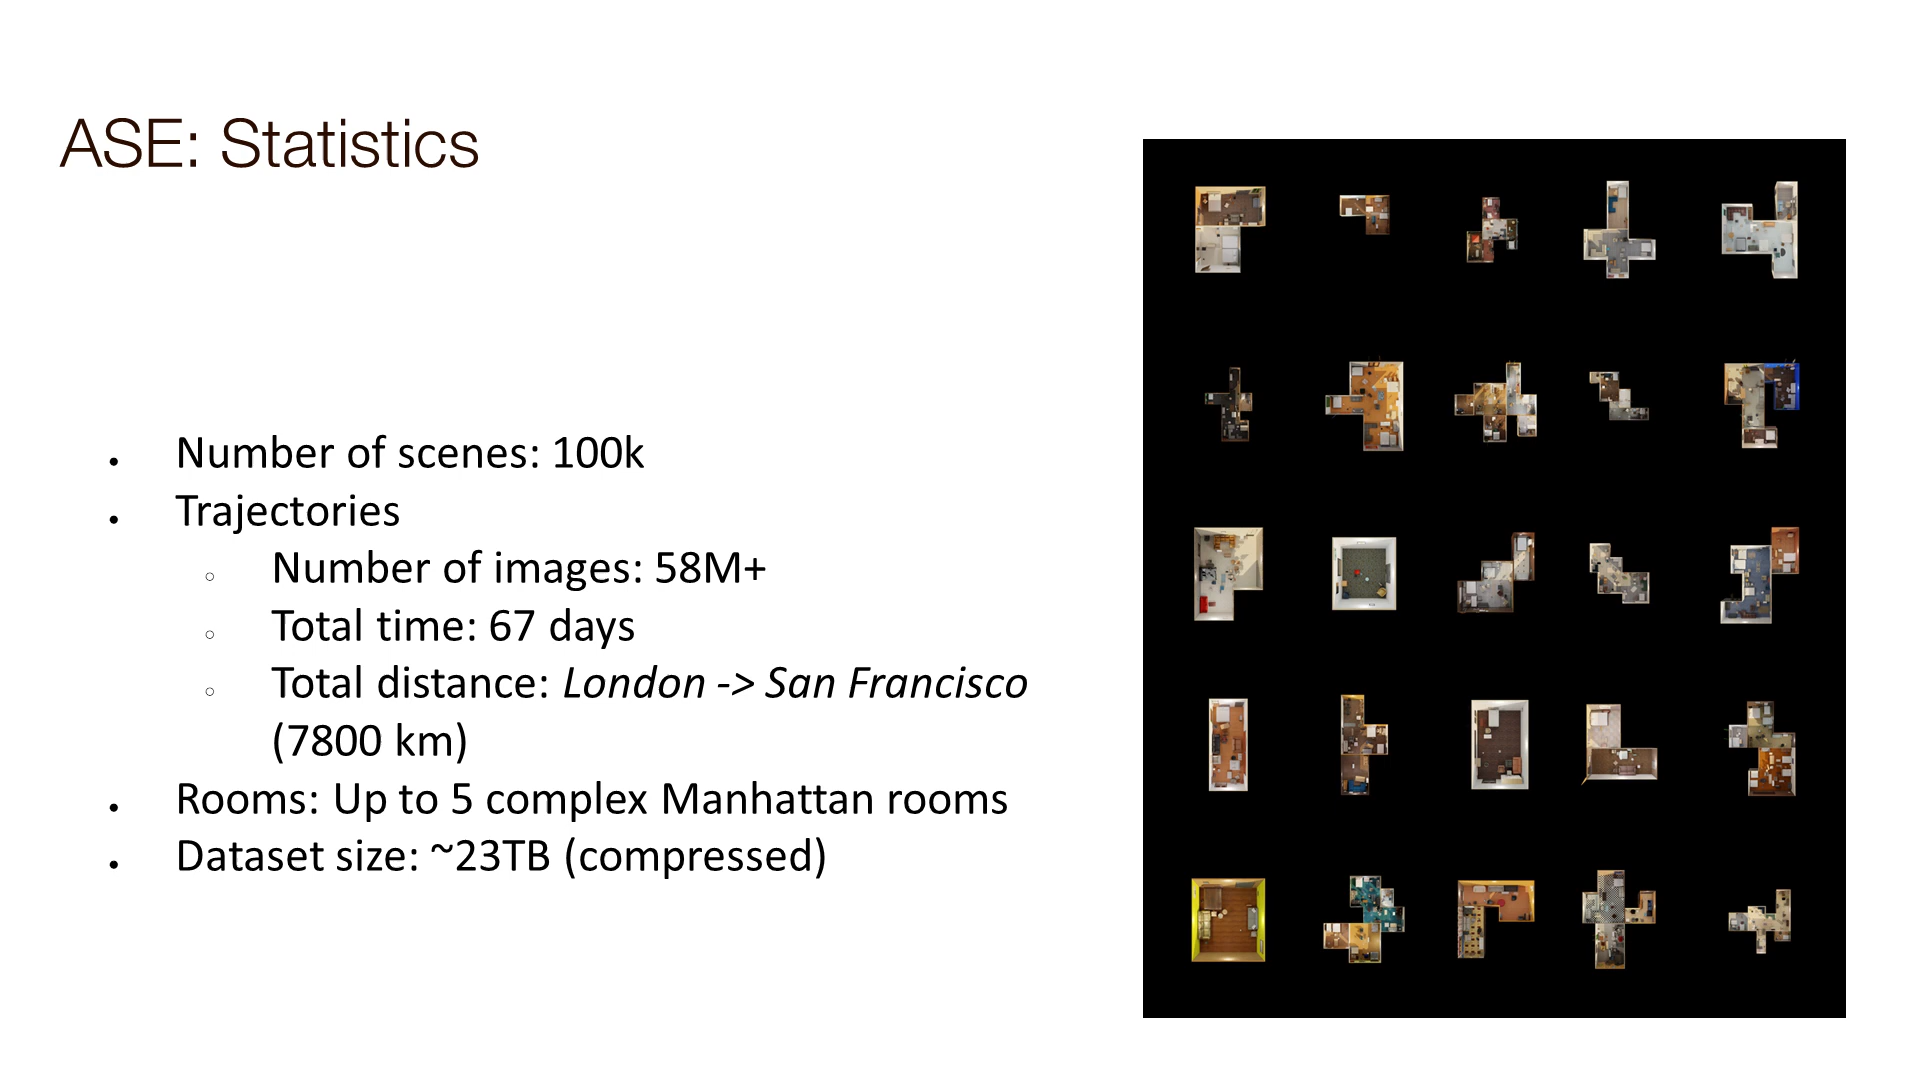 ASE: Statistics
• Number of scenes: 100k
• Trajectories
○ Number of images: 58M+
○ Total time: 67 days
○ Total distance: London -> San Francisco
(7800 km)
• Rooms: Up to 5 complex Manhattan rooms
• Dataset size: ~23TB (compressed)